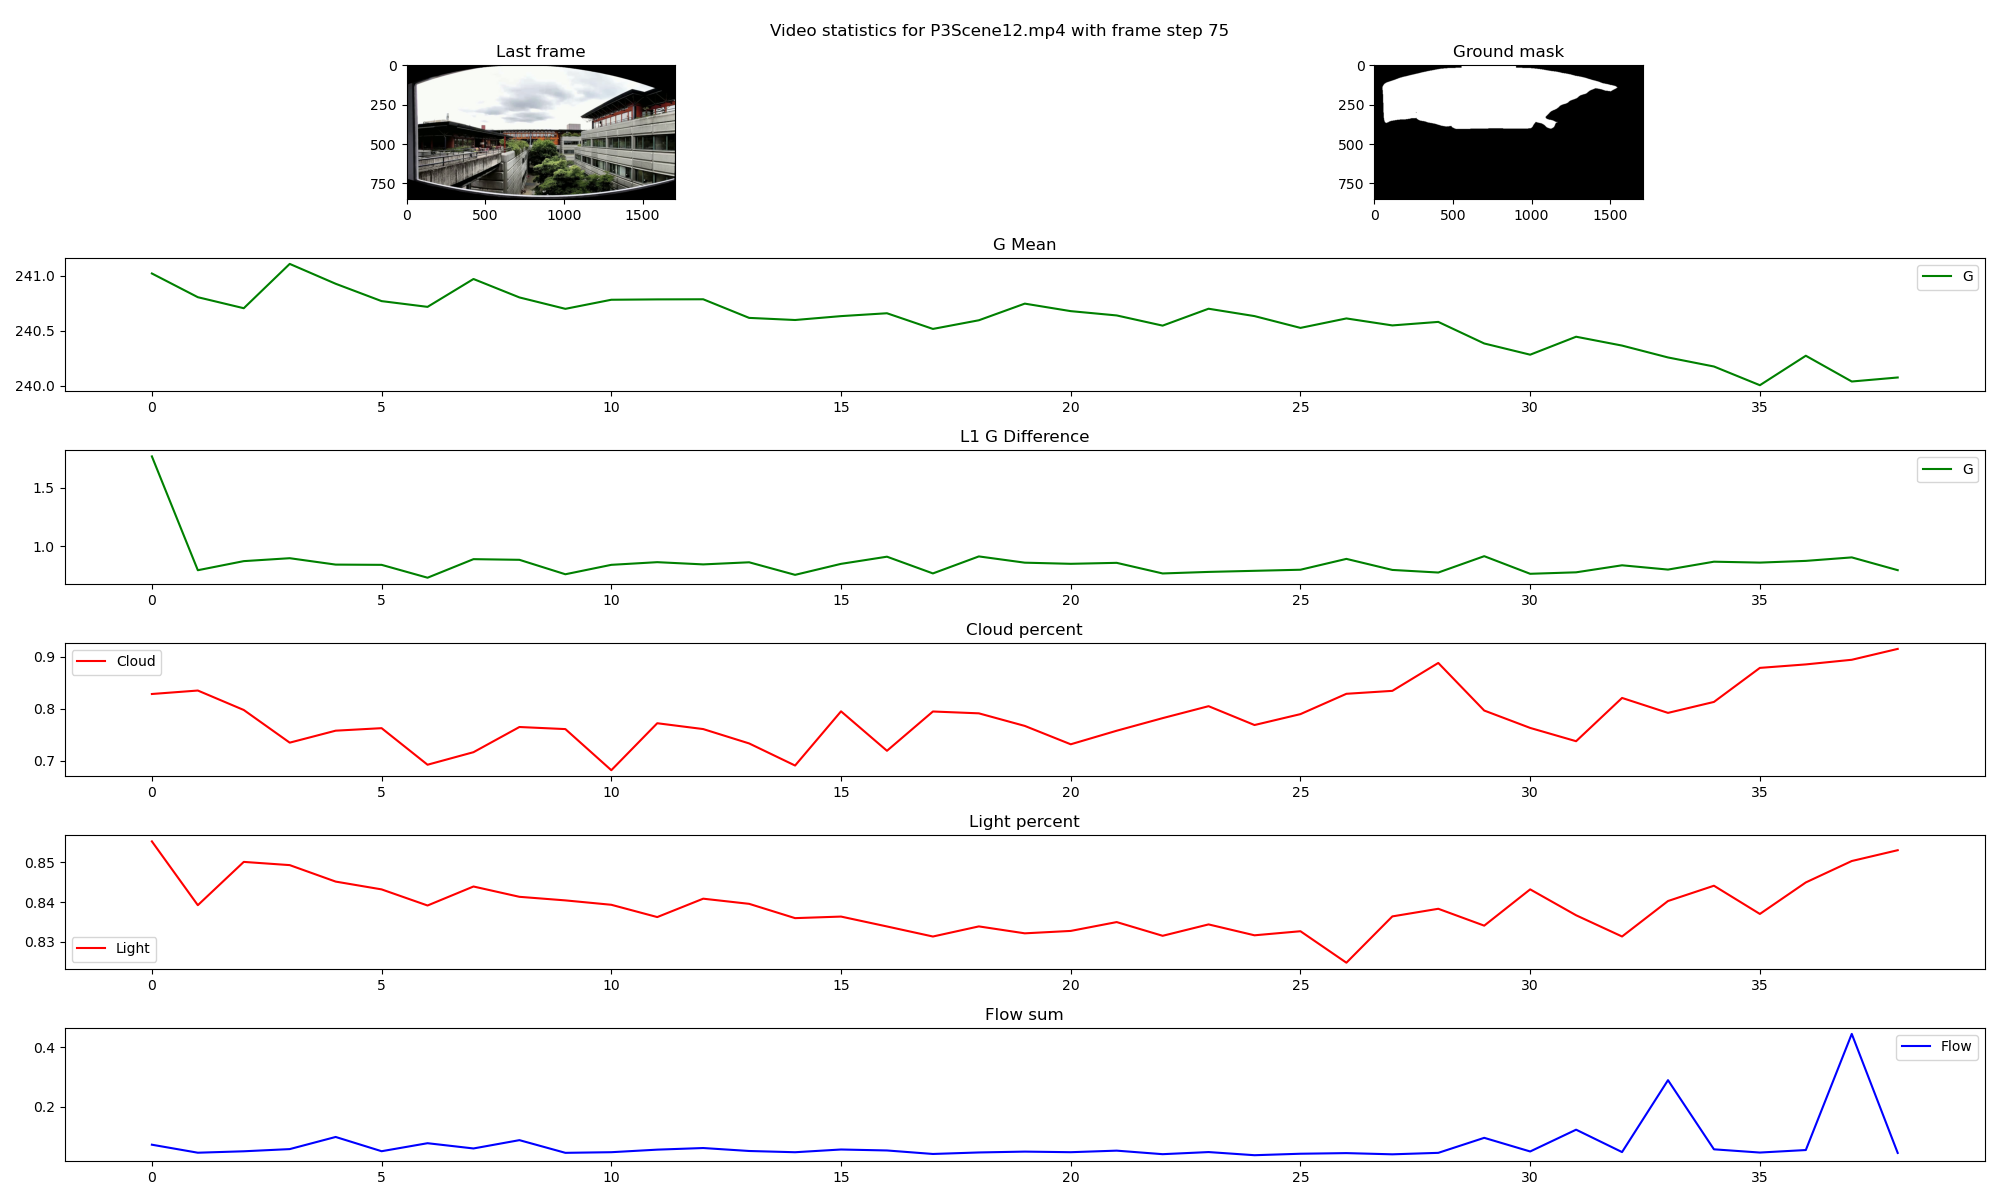 Video statistics for P3Scene12.mp4 with frame step 75
Last frame
0
250
500
750
0 500 1000 1500
Ground mask
0
250
500
750
0 500 1000 1500
G Mean
241.0
240.5
240.0
G
0 5 10 15 20 25 30 35
L1 G Difference
1.5
1.0
G
0 5 10 15 20 25 30 35
Cloud percent
0.9
0.8
0.7
Cloud
0 5 10 15 20 25 30 35
Light percent
0.85
0.84
0.83
Light
0 5 10 15 20 25 30 35
Flow sum
0.4
0.2
Flow
0 5 10 15 20 25 30 35